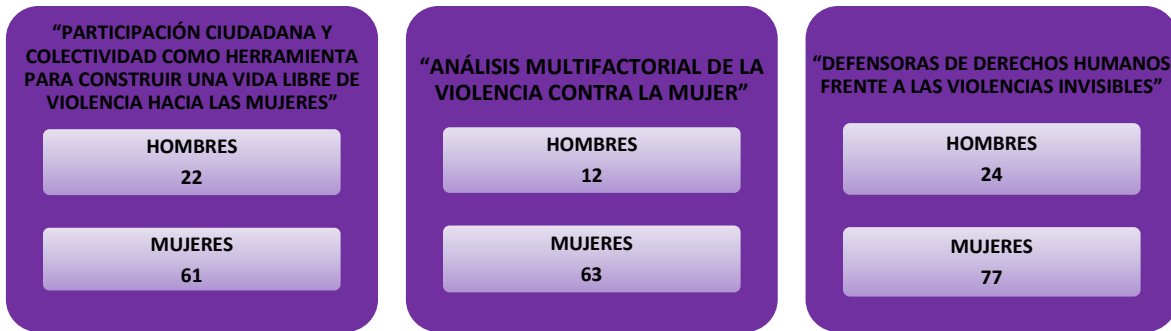 “PARTICIPACIÓN CIUDADANA Y
COLECTIVIDAD COMO HERRAMIENTA
PARA CONSTRUIR UNA VIDA LIBRE DE
VIOLENCIA HACIA LAS MUJERES”
HOMBRES
22
MUJERES
61
“ANÁLISIS MULTIFACTORIAL DE LA
VIOLENCIA CONTRA LA MUJER”
HOMBRES
12
MUJERES
63
“DEFENSORAS DE DERECHOS HUMANOS
FRENTE A LAS VIOLENCIAS INVISIBLES”
HOMBRES
24
MUJERES
77